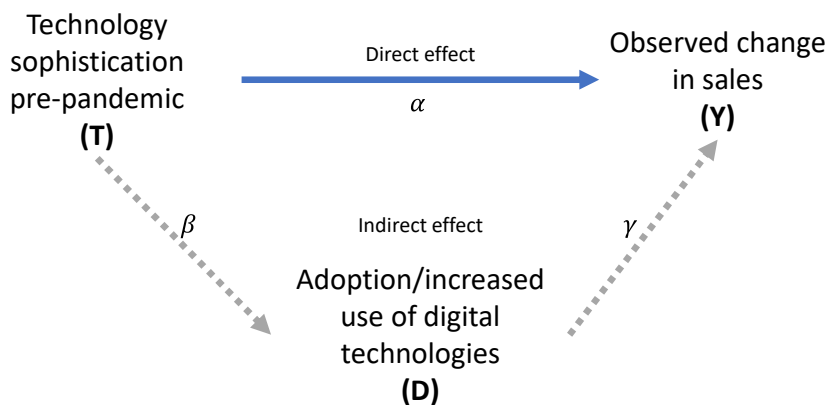 Technology
sophistication
pre-pandemic
(T)
Direct effect
α
Observed change
in sales
(Y)
β
Indirect effect
γ
Adoption/increased
use of digital
technologies
(D)